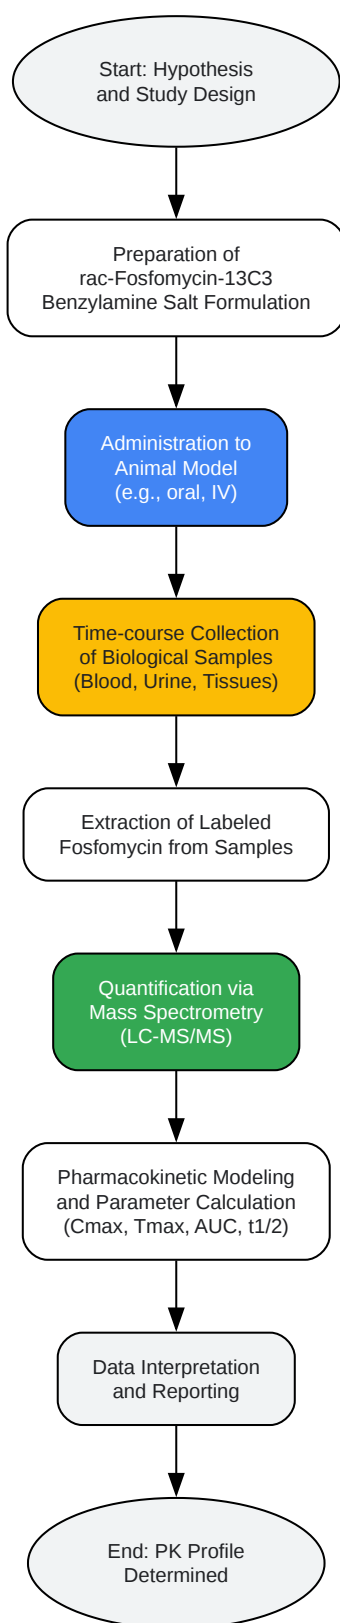 Start: Hypothesis
and Study Design
Preparation of
rac-Fosfomycin-13C3
Benzylamine Salt Formulation
Administration to
Animal Model
(e.g., oral, IV)
Time-course Collection
of Biological Samples
(Blood, Urine, Tissues)
Extraction of Labeled
Fosfomycin from Samples
Quantification via
Mass Spectrometry
(LC-MS/MS)
Pharmacokinetic Modeling
and Parameter Calculation
(Cmax, Tmax, AUC, t1/2)
Data Interpretation
and Reporting
End: PK Profile
Determined